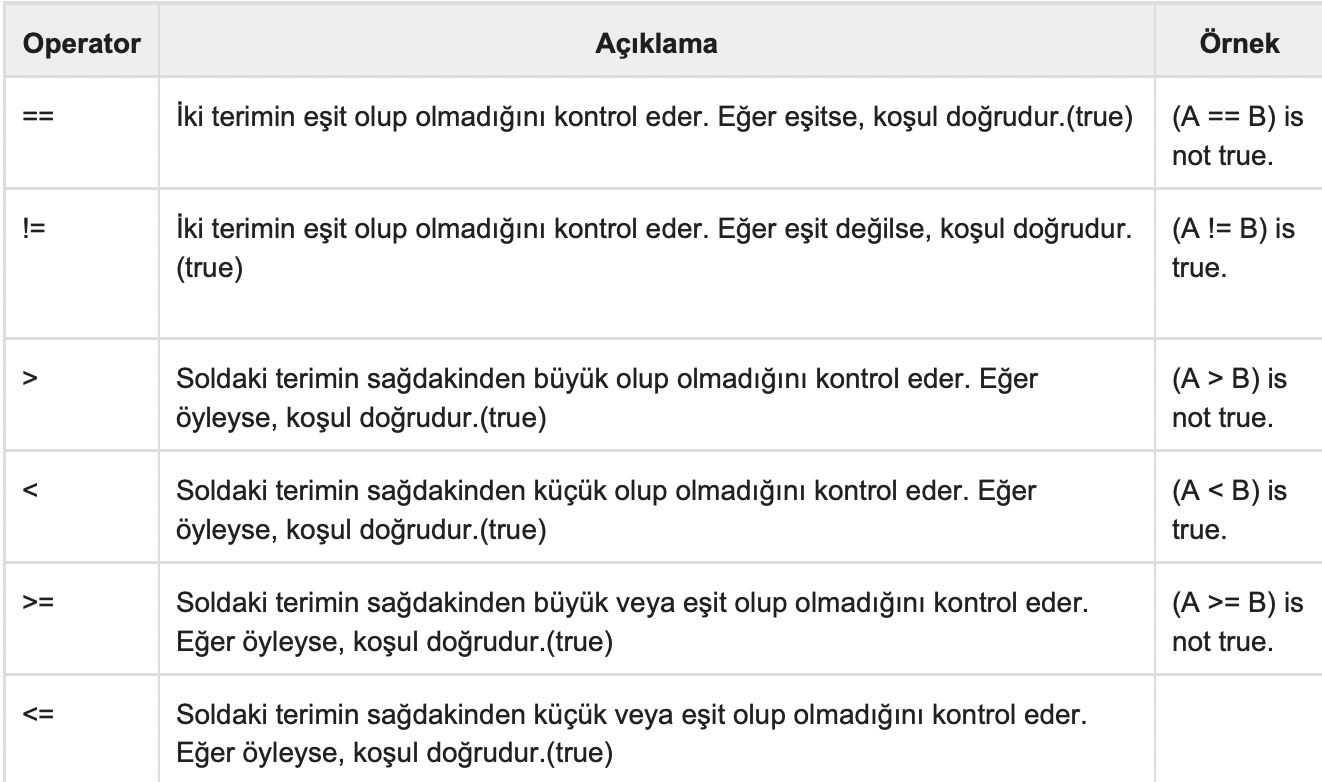 Operator Açıklama Örnek
== İki terimin eşit olup olmadığını kontrol eder. Eğer eşitse, koşul doğrudur.(true) (A == B) is
not true.
!= İki terimin eşit olup olmadığını kontrol eder. Eğer eşit değilse, koşul doğrudur. (A != B) is
(true) true.
> Soldaki terimin sağdakinden büyük olup olmadığını kontrol eder. Eğer (A > B) is
öyleyse, koşul doğrudur.(true) not true.
< Soldaki terimin sağdakinden küçük olup olmadığını kontrol eder. Eğer (A < B) is
öyleyse, koşul doğrudur.(true) true.
>= Soldaki terimin sağdakinden büyük veya eşit olup olmadığını kontrol eder. (A >= B) is
Eğer öyleyse, koşul doğrudur.(true) not true.
<= Soldaki terimin sağdakinden küçük veya eşit olup olmadığını kontrol eder.
Eğer öyleyse, koşul doğrudur.(true)